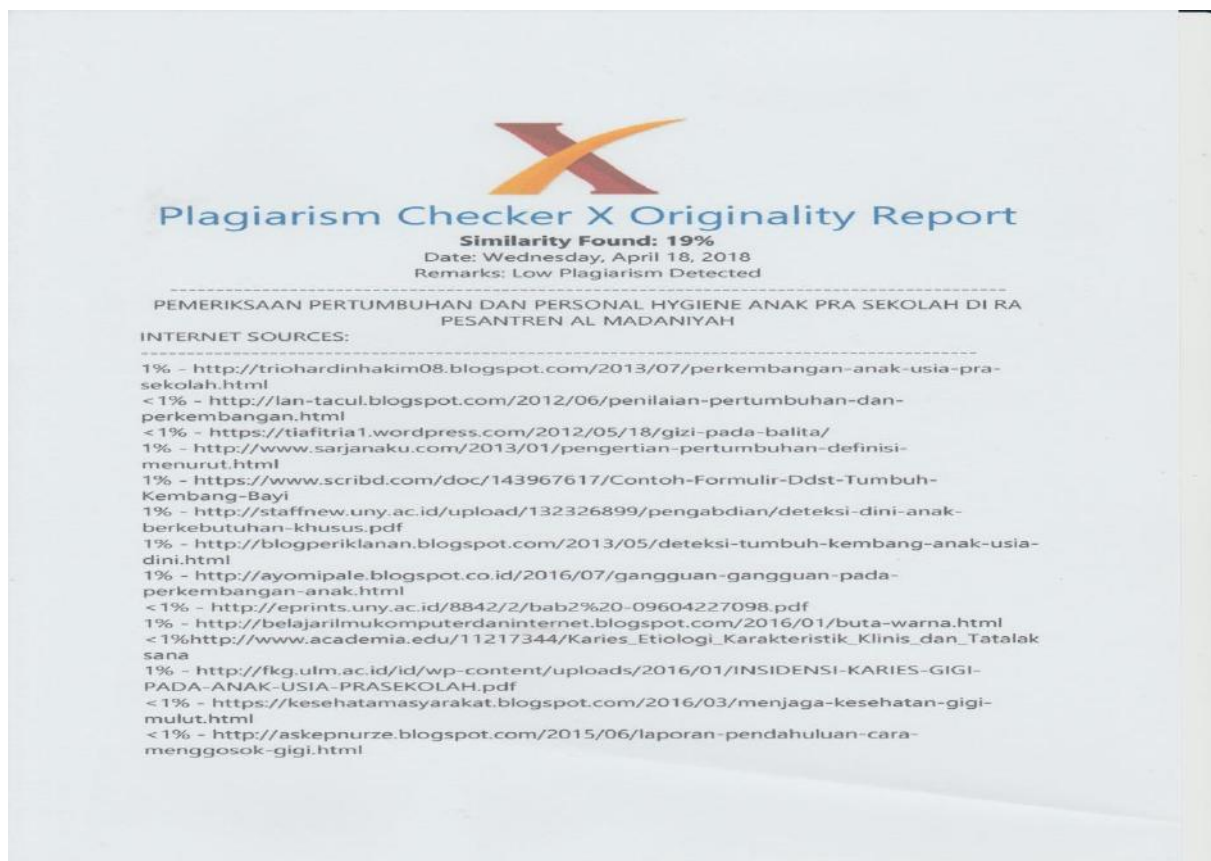 Plagiarism Checker X Originality Report
Similarity Found: 19%
Date: Wednesday, April 18, 2018
Remarks: Low Plagiarism Detected
PEMERIKSAAN PERTUMBUHAN DAN PERSONAL HYGIENE ANAK PRA SEKOLAH DI RA
PESANTREN AL MADANIYAH
INTERNET SOURCES:
1% - http://triohardinhakim08.blogspot.com/2013/07/perkembangan-anak-usia-pra-
sekolah.html
<1% - http://lan-tacul.blogspot.com/2012/06/penilaian-pertumbuhan-dan-
perkembangan.html
<1% - https://tiafitria1.wordpress.com/2012/05/18/gizi-pada-balita/
1% - http://www.sarjanaku.com/2013/01/pengertian-pertumbuhan-definisi-
menurut.html
1% - https://www.scribd.com/doc/143967617/Contoh-Formulir-Ddst-Tumbuh-
Kembang-Bayi
1% - http://staffnew.uny.ac.id/upload/132326899/pengabdian/deteksi-dini-anak-
berkebutuhan-khusus.pdf
1% - http://blogperiklanan.blogspot.com/2013/05/deteksi-tumbuh-kembang-anak-usia-
dini.html
1% - http://ayomipale.blogspot.co.id/2016/07/gangguan-gangguan-pada-
perkembangan-anak.html
<1% - http://eprints.uny.ac.id/8842/2/bab2%20-09604227098.pdf
1% - http://belajarilmukomputerdaninternet.blogspot.com/2016/01/buta-warna.html
<1%http://www.academia.edu/11217344/Karies_Etiologi_Karakteristik_Klinis_dan_Tatalak
sana
1% - http://fkg.ulm.ac.id/id/wp-content/uploads/2016/01/INSIDENSI-KARIES-GIGI-
PADA-ANAK-USIA-PRASEKOLAH.pdf
<1% - https://kesehatamasyarakat.blogspot.com/2016/03/menjaga-kesehatan-gigi-
mulut.html
<1% - http://askepnurze.blogspot.com/2015/06/laporan-pendahuluan-cara-
menggosok-gigi.html